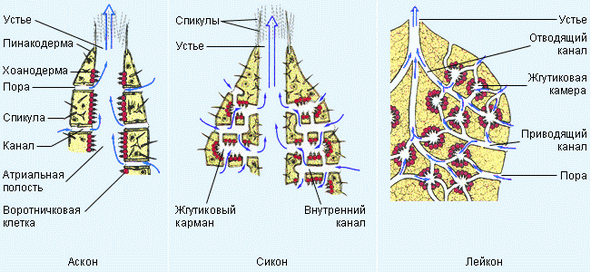 Устье
Пинакодерма
Хоанодерма
Пора
Спикула
Канал
Атриальная
полость
Воротничковая
клетка
Аскон
Спикулы
Устье
Жгутиковый
карман
Внутренний
канал
Сикон
Устье
Отводящий
канал
Жгутиковая
камера
Приводящий
канал
Пора
Лейкон